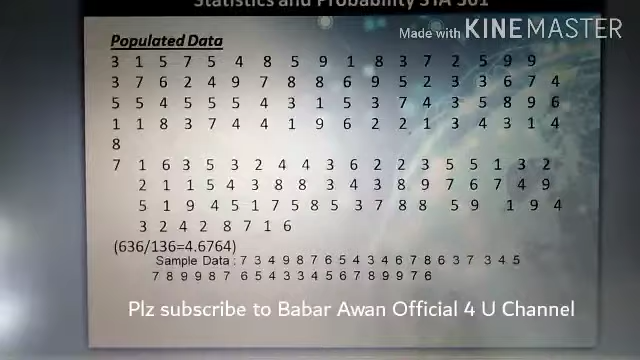 Statistics and Probability STA 301
Made with KINEMASTER
Populated Data
3 1 5 7 5 4 8 5 9 1 8 3 7 2 5 9 9
3 7 6 2 4 9 7 8 8 6 9 5 2 3 3 6 7 4
5 5 4 5 5 5 4 3 1 5 3 7 4 3 5 8 9 6
1 1 8 3 7 4 4 1 9 6 2 2 1 3 4 3 1 4
8
7 1 6 3 5 3 2 4 4 3 6 2 2 3 5 5 1 3 2
2 1 1 5 4 3 8 8 3 4 3 8 9 7 6 7 4 9
5 1 9 4 5 1 7 5 8 5 3 7 8 8 5 9 1 9 4
3 2 4 2 8 7 1 6
(636/136=4.6764)
Sample Data : 7 3 4 9 8 7 6 5 4 3 4 6 7 8 6 3 7 3 4 5
7 8 9 9 8 7 6 5 4 3 3 4 5 6 7 8 9 9 7 6
Plz subscribe to Babar Awan Official 4 U Channel